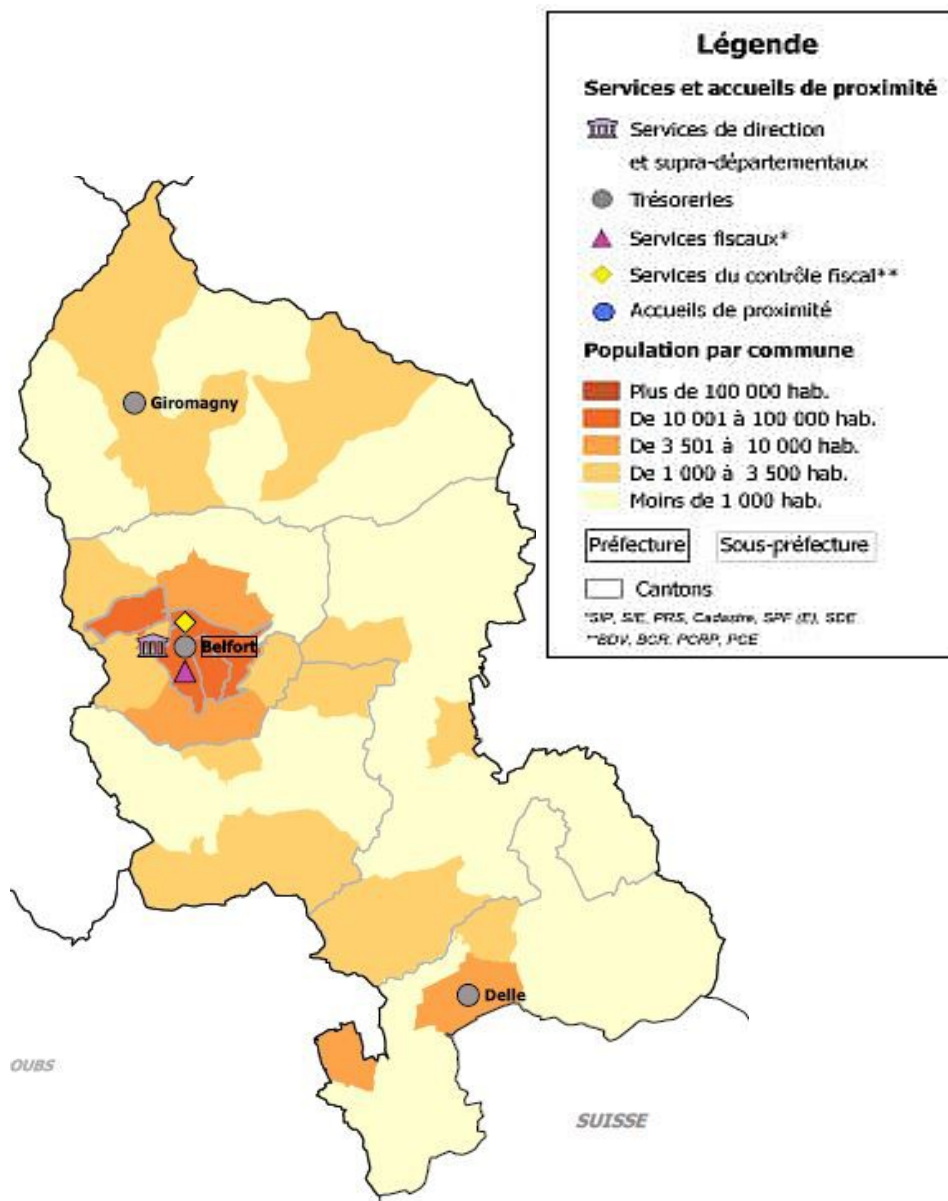 Légende
Services et accueils de proximité
Services de direction
et supra-départementaux
Trésoreries
Services fiscaux*
Services du contrôle fiscal**
Accueils de proximité
Population par commune
Plus de 100 000 hab.
De 10 001 à 100 000 hab.
De 3 501 à 10 000 hab.
De 1 000 à 3 500 hab.
Moins de 1 000 hab.
Préfecture Sous-préfecture
Cantons
*SIP, SIE, PRS, Cadastre, SPF (E), SDE
**BDV, BCR, PCRP, PCE
Giromagny
Belfort
Delle
OUBS
SUISSE